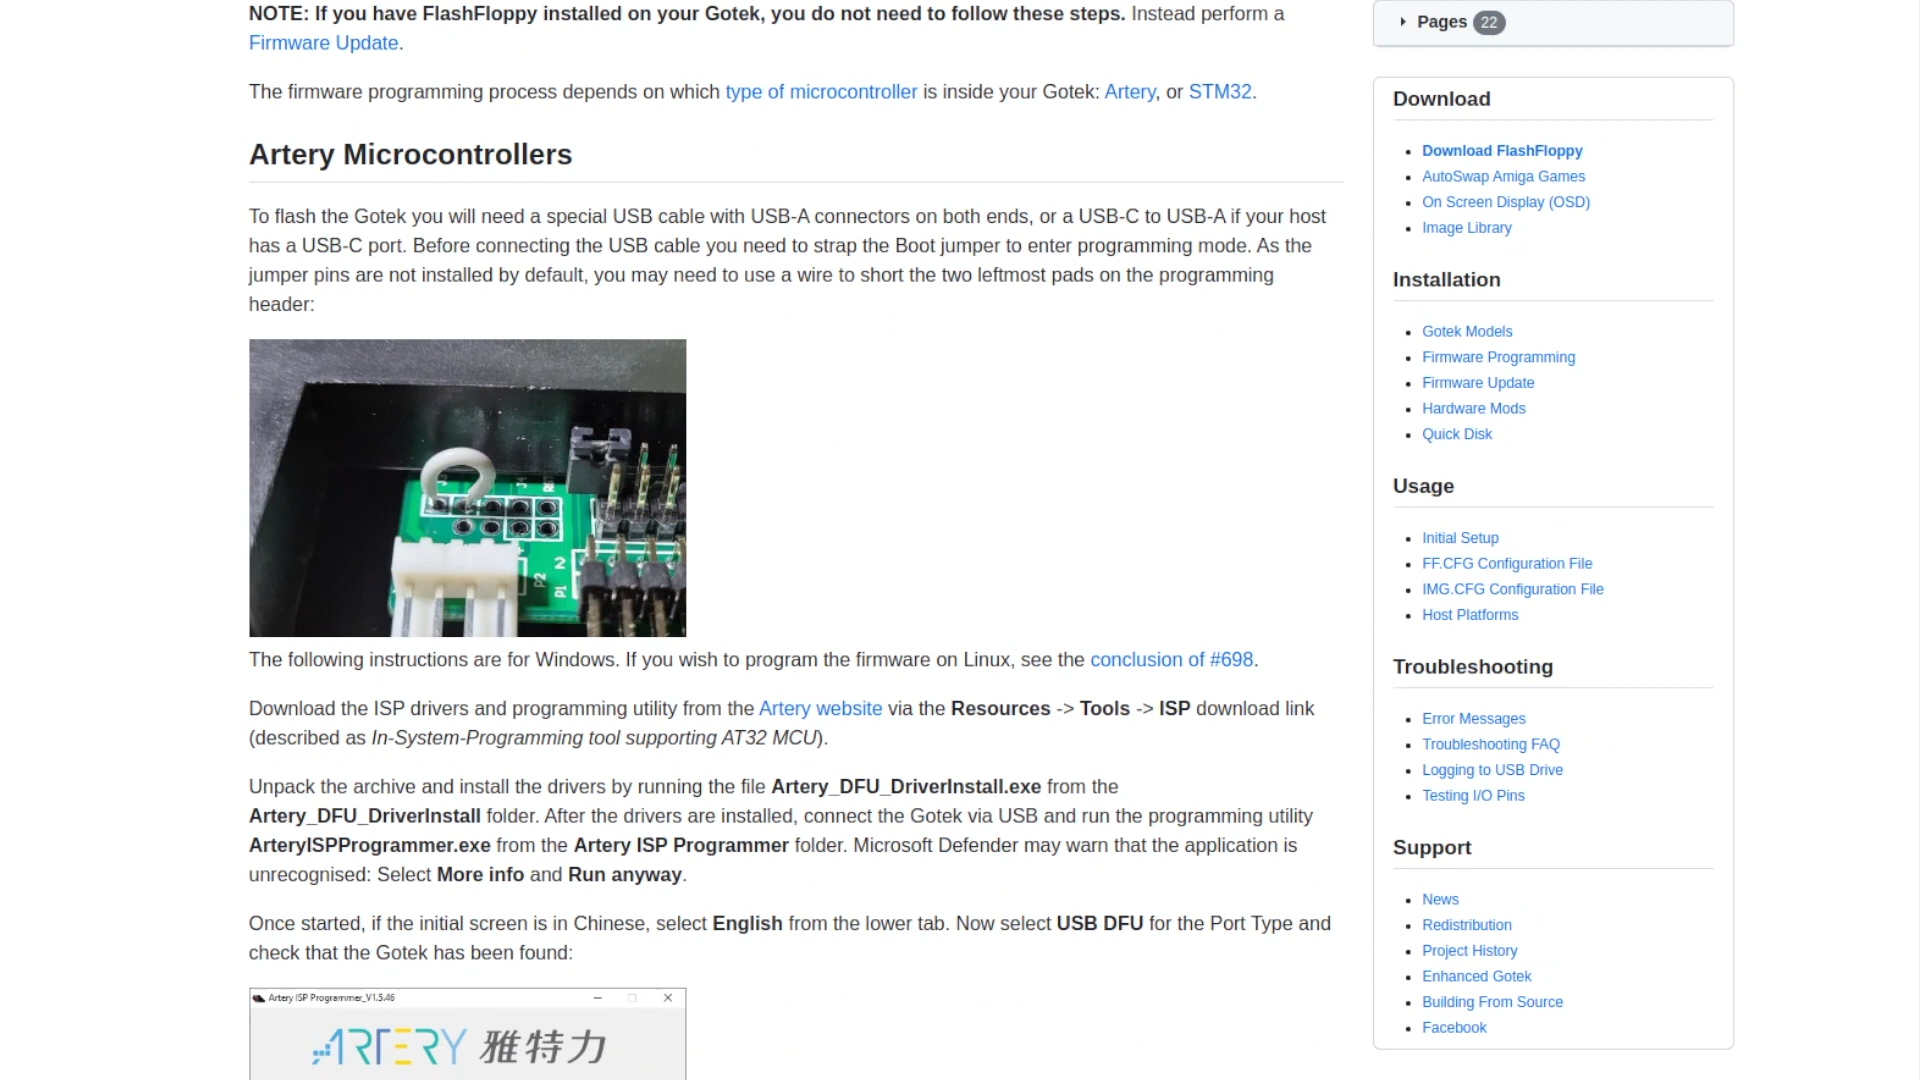 NOTE: If you have FlashFloppy installed on your Gotek, you do not need to follow these steps. Instead perform a
Firmware Update.
The firmware programming process depends on which type of microcontroller is inside your Gotek: Artery, or STM32.
Artery Microcontrollers
To flash the Gotek you will need a special USB cable with USB-A connectors on both ends, or a USB-C to USB-A if your host
has a USB-C port. Before connecting the USB cable you need to strap the Boot jumper to enter programming mode. As the
jumper pins are not installed by default, you may need to use a wire to short the two leftmost pads on the programming
header:
2
P2
P1
The following instructions are for Windows. If you wish to program the firmware on Linux, see the conclusion of #698.
Download the ISP drivers and programming utility from the Artery website via the Resources -> Tools -> ISP download link
(described as In-System-Programming tool supporting AT32 MCU).
Unpack the archive and install the drivers by running the file Artery_DFU_DriverInstall.exe from the
Artery_DFU_DriverInstall folder. After the drivers are installed, connect the Gotek via USB and run the programming utility
ArteryISPProgrammer.exe from the Artery ISP Programmer folder. Microsoft Defender may warn that the application is
unrecognised: Select More info and Run anyway.
Once started, if the initial screen is in Chinese, select English from the lower tab. Now select USB DFU for the Port Type and
check that the Gotek has been found:
Artery ISP Programmer_V1.5.46
ARTERY 雅特力
Pages 22
Download
Download FlashFloppy
AutoSwap Amiga Games
On Screen Display (OSD)
Image Library
Installation
Gotek Models
Firmware Programming
Firmware Update
Hardware Mods
Quick Disk
Usage
Initial Setup
FF.CFG Configuration File
IMG.CFG Configuration File
Host Platforms
Troubleshooting
Error Messages
Troubleshooting FAQ
Logging to USB Drive
Testing I/O Pins
Support
News
Redistribution
Project History
Enhanced Gotek
Building From Source
Facebook